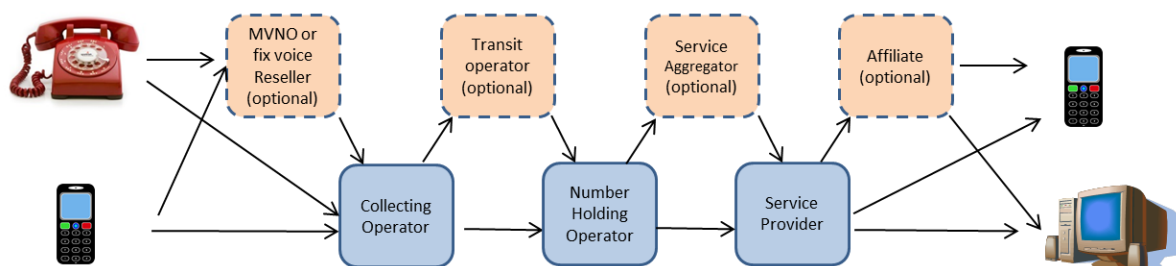 MVNO or
fix voice
Reseller
(optional)
Transit
operator
(optional)
Service
Aggregator
(optional)
Affiliate
(optional)
Collecting
Operator
Number
Holding
Operator
Service
Provider